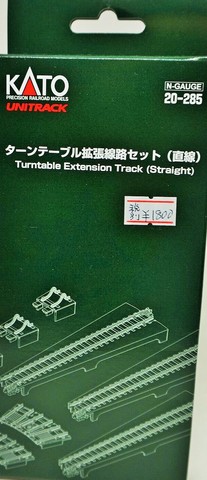 KATO
PRECISION RAILROAD MODELS
UNITRACK
N-GAUGE
20-285
ターンテーブル拡張線路セット（直線）
Turntable Extension Track (Straight)
¥1800